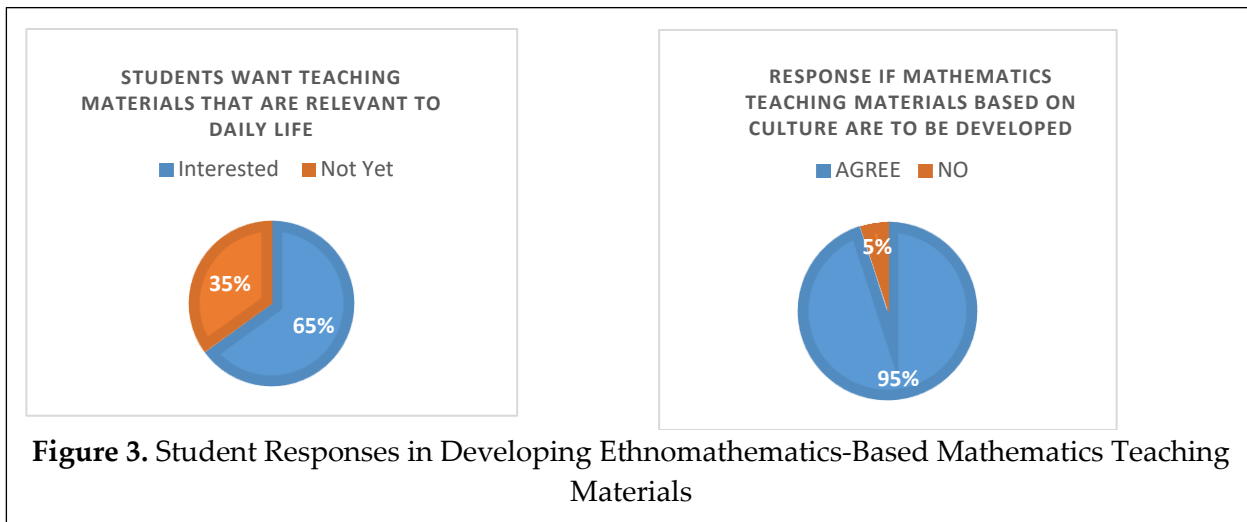 STUDENTS WANT TEACHING
MATERIALS THAT ARE RELEVANT TO
DAILY LIFE
Interested Not Yet
35%
65%
RESPONSE IF MATHEMATICS
TEACHING MATERIALS BASED ON
CULTURE ARE TO BE DEVELOPED
AGREE NO
5%
95%
Figure 3. Student Responses in Developing Ethnomathematics-Based Mathematics Teaching
Materials